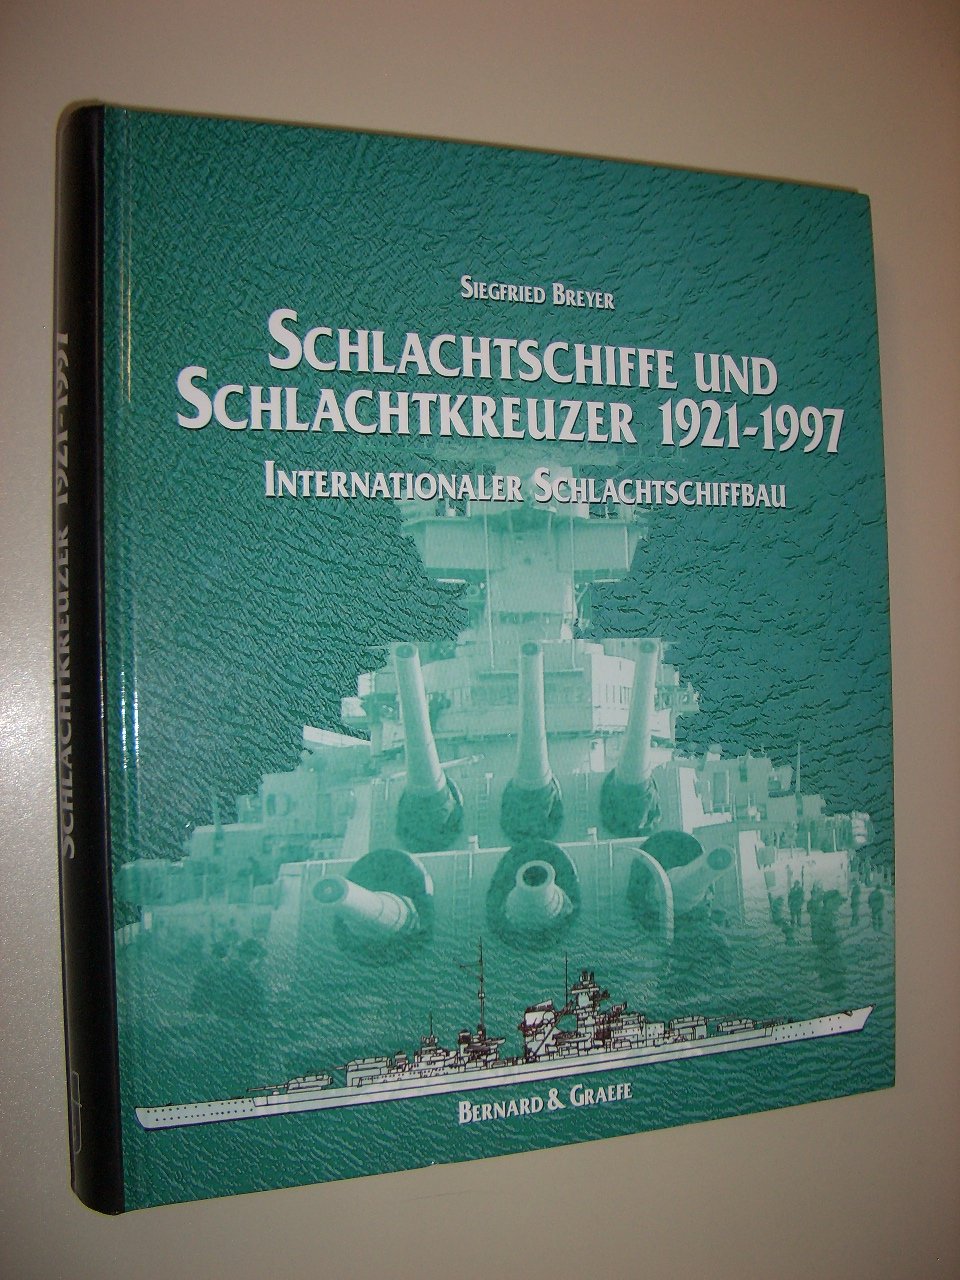 SIEGFRIED BREYER
SCHLACHTSCHIFFE UND
SCHLACHTKREUZER 1921-1997
INTERNATIONALER SCHLACHTSCHIFFBAU
BERNARD & GRAEFE
SCHLACHTKREUZER 1921-1997